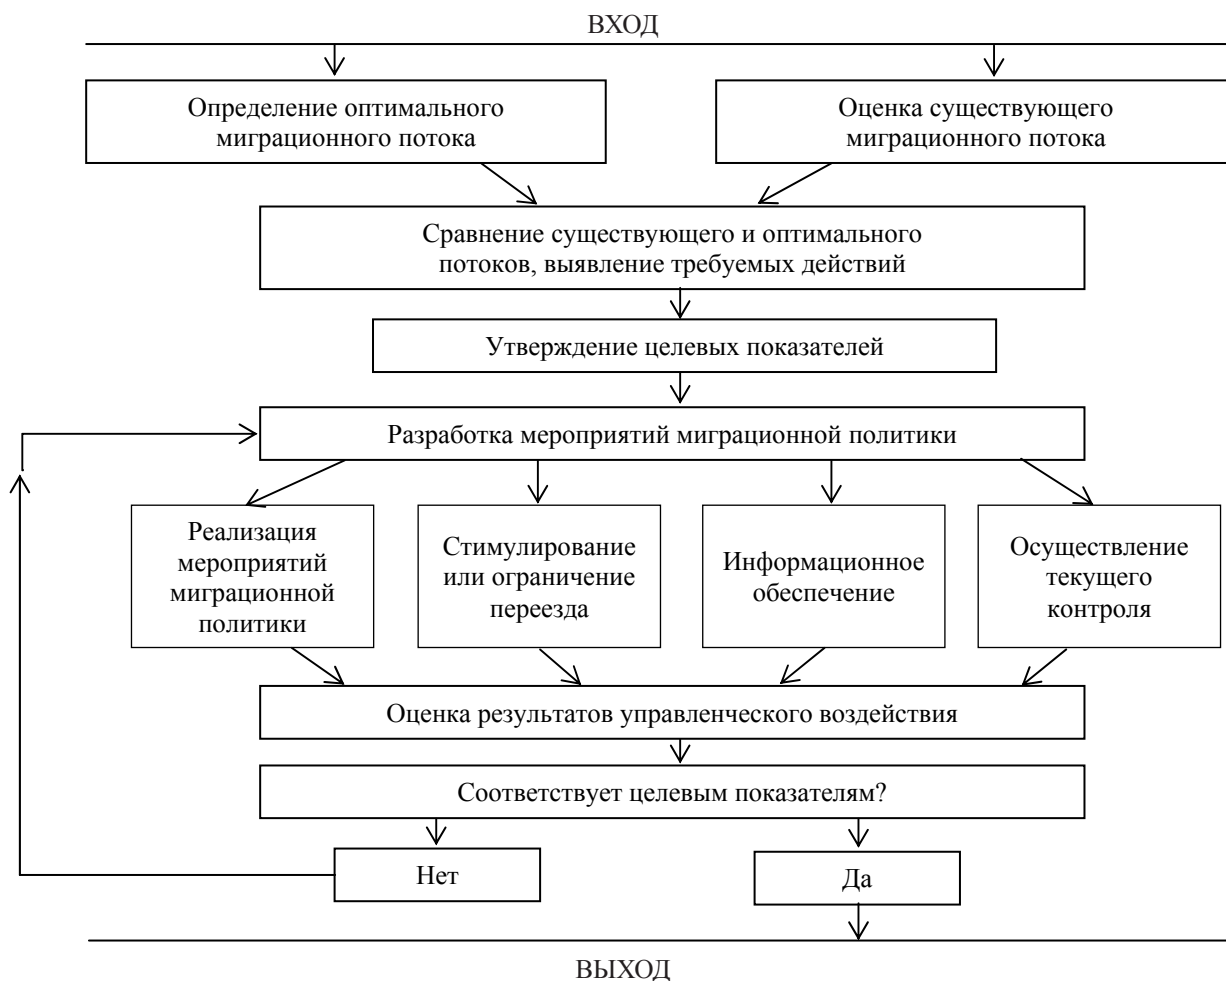 ВХОД
Определение оптимального
миграционного потока
Оценка существующего
миграционного потока
Сравнение существующего и оптимального
потоков, выявление требуемых действий
Утверждение целевых показателей
Разработка мероприятий миграционной политики
Реализация
мероприятий
миграционной
политики
Стимулирование
или ограничение
переезда
Информационное
обеспечение
Осуществление
текущего
контроля
Оценка результатов управленческого воздействия
Соответствует целевым показателям?
Нет
Да
ВЫХОД